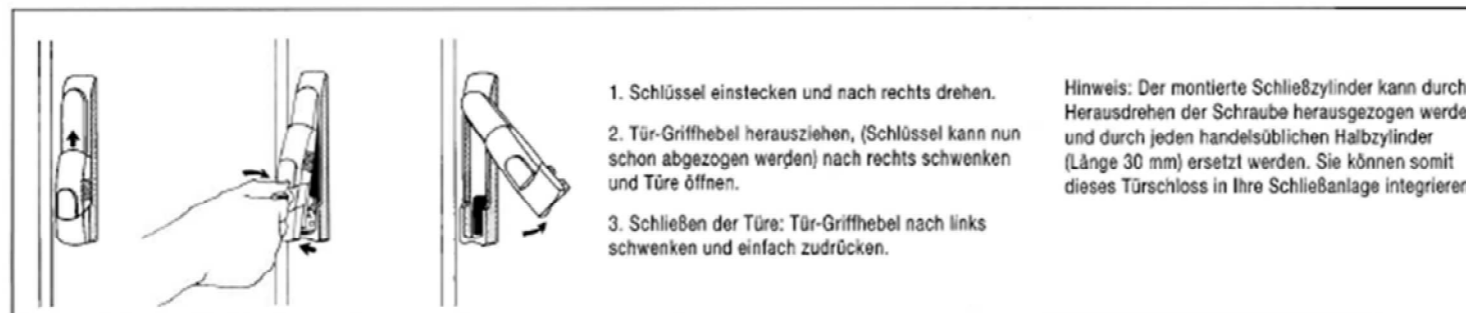 1. Schlüssel einstecken und nach rechts drehen.
2. Tür-Griffhebel herausziehen, (Schlüssel kann nun
schon abgezogen werden) nach rechts schwenken
und Türe öffnen.
3. Schließen der Türe: Tür-Griffhebel nach links
schwenken und einfach zudrücken.
Hinweis: Der montierte Schließzylinder kann durch
Herausdrehen der Schraube herausgezogen werde
und durch jeden handelsüblichen Halbzylinder
(Länge 30 mm) ersetzt werden. Sie können somit
dieses Türschloss in Ihre Schließanlage integrieren